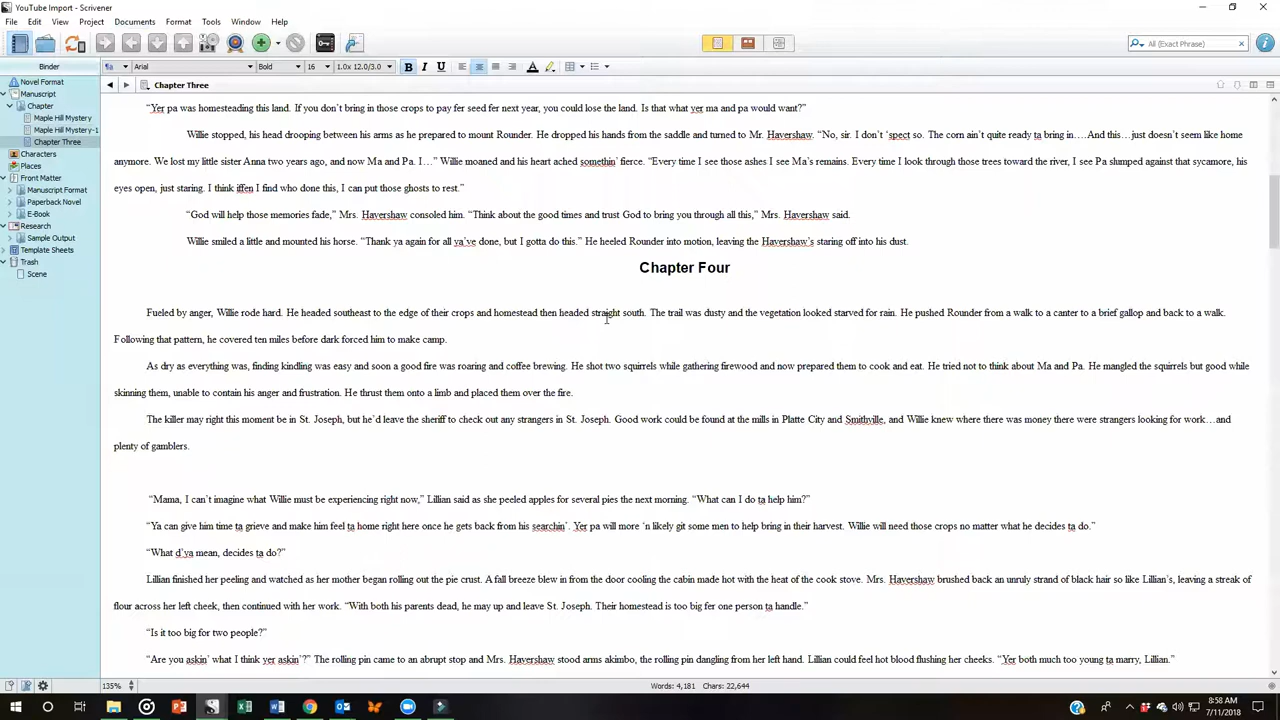 YouTube Import - Scrivener
File Edit View Project Documents Format Tools Window Help
All (Exact Phrase)
Binder
Arial Bold 16 1.0x 12.0/3.0 B I U A
Chapter Three
Novel Format
Manuscript
Chapter
Maple Hill Mystery
Maple Hill Mystery-1
Chapter Three
Characters
Places
Front Matter
Manuscript Format
Paperback Novel
E-Book
Research
Sample Output
Template Sheets
Trash
Scene
“Yer pa was homesteading this land. If you don’t bring in those crops to pay fer seed fer next year, you could lose the land. Is that what yer ma and pa would want?”
Willie stopped, his head drooping between his arms as he prepared to mount Rounder. He dropped his hands from the saddle and turned to Mr. Havershaw. “No, sir. I don’t ‘spect so. The corn ain’t quite ready ta bring in….And this…just doesn’t seem like home
anymore. We lost my little sister Anna two years ago, and now Ma and Pa. I…” Willie moaned and his heart ached somethin’ fierce. “Every time I see those ashes I see Ma’s remains. Every time I look through those trees toward the river, I see Pa slumped against that sycamore, his
eyes open, just staring. I think iffen I find who done this, I can put those ghosts to rest.”
“God will help those memories fade,” Mrs. Havershaw consoled him. “Think about the good times and trust God to bring you through all this,” Mrs. Havershaw said.
Willie smiled a little and mounted his horse. “Thank ya again for all ya’ve done, but I gotta do this.” He heeled Rounder into motion, leaving the Havershaw’s staring off into his dust.
Chapter Four
Fueled by anger, Willie rode hard. He headed southeast to the edge of their crops and homestead then headed straight south. The trail was dusty and the vegetation looked starved for rain. He pushed Rounder from a walk to a canter to a brief gallop and back to a walk.
Following that pattern, he covered ten miles before dark forced him to make camp.
As dry as everything was, finding kindling was easy and soon a good fire was roaring and coffee brewing. He shot two squirrels while gathering firewood and now prepared them to cook and eat. He tried not to think about Ma and Pa. He mangled the squirrels but good while
skinning them, unable to contain his anger and frustration. He thrust them onto a limb and placed them over the fire.
The killer may right this moment be in St. Joseph, but he’d leave the sheriff to check out any strangers in St. Joseph. Good work could be found at the mills in Platte City and Smithville, and Willie knew where there was money there were strangers looking for work…and
plenty of gamblers.
“Mama, I can’t imagine what Willie must be experiencing right now,” Lillian said as she peeled apples for several pies the next morning. “What can I do ta help him?”
“Ya can give him time ta grieve and make him feel ta home right here once he gets back from his searchin’. Yer pa will more ‘n likely git some men to help bring in their harvest. Willie will need those crops no matter what he decides ta do.”
“What d’ya mean, decides ta do?”
Lillian finished her peeling and watched as her mother began rolling out the pie crust. A fall breeze blew in from the door cooling the cabin made hot with the heat of the cook stove. Mrs. Havershaw brushed back an unruly strand of black hair so like Lillian’s, leaving a streak of
flour across her left cheek, then continued with her work. “With both his parents dead, he may up and leave St. Joseph. Their homestead is too big fer one person ta handle.”
“Is it too big for two people?”
“Are you askin’ what I think yer askin’?” The rolling pin came to an abrupt stop and Mrs. Havershaw stood arms akimbo, the rolling pin dangling from her left hand. Lillian could feel hot blood flushing her cheeks. “Yer both much too young ta marry, Lillian.”
135% Words: 4,181 Chars: 22,644
8:58 AM
7/11/2018